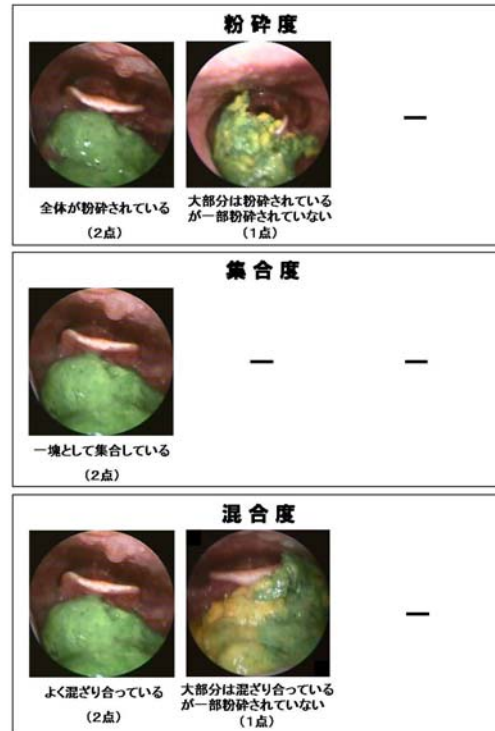 粉砕度
全体が粉砕されている
（2点）
大部分は粉砕されている
が一部粉砕されていない
（1点）
ー
集合度
一塊として集合している
（2点）
ー
ー
混合度
よく混ざり合っている
（2点）
大部分は混ざり合っている
が一部粉砕されていない
（1点）
ー